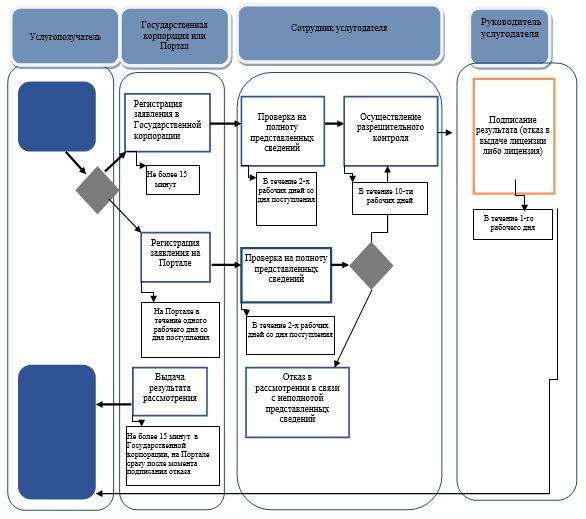 Услугополучатель
Государственная
корпорация или
Портал
Сотрудник услугодателя
Руководитель
услугодателя
Регистрация
заявления в
Государственной
корпорации
Не более 15
минут
Проверка на
полноту
представленных
сведений
В течение 2-х
рабочих дней со
дня поступления
Осуществление
разрешительного
контроля
В течение 10-ти
рабочих дней
Подписание
результата (отказ в
выдаче лицензии
либо лицензия)
В течение 1-го
рабочего дня
Регистрация
заявления на
Портале
На Портале в
течение одного
рабочего дня со
дня поступления
Проверка на полноту
представленных
сведений
В течение 2-х рабочих
дней со дня поступления
Выдача
результата
рассмотрения
Не более 15 минут в
Государственной
корпорации, на Портале
сразу после момента
подписания отказа
Отказ в
рассмотрении в связи
с неполнотой
представленных
сведений